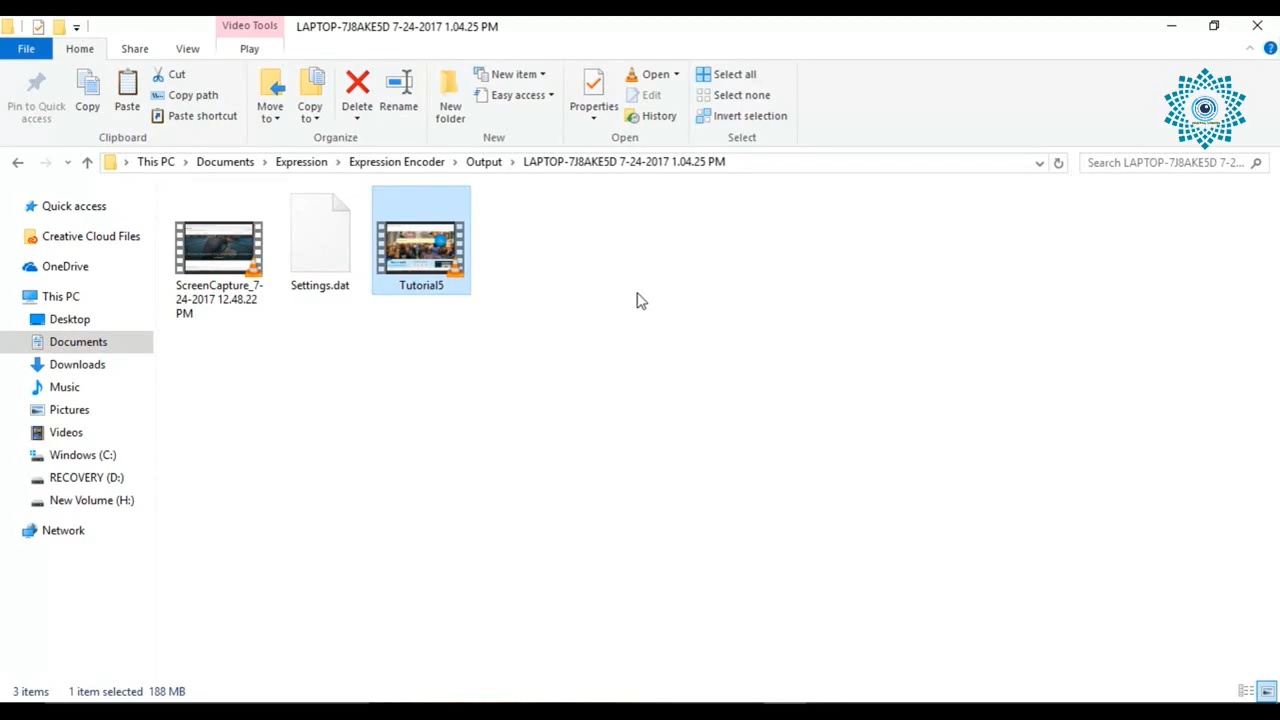 Video Tools
LAPTOP-7J8AKE5D 7-24-2017 1.04.25 PM
File Home Share View Play
Pin to Quick access
Copy
Paste
Cut
Copy path
Paste shortcut
Clipboard
Move to
Copy to
Delete
Rename
Organize
New folder
New item
Easy access
New
Properties
Open
Edit
History
Open
Select all
Select none
Invert selection
Select
This PC Documents Expression Expression Encoder Output LAPTOP-7J8AKE5D 7-24-2017 1.04.25 PM
Search LAPTOP-7J8AKE5D 7-2...
Quick access
Creative Cloud Files
OneDrive
This PC
Desktop
Documents
Downloads
Music
Pictures
Videos
Windows (C:)
RECOVERY (D:)
New Volume (H:)
Network
ScreenCapture_7-
24-2017 12.48.22
PM
Settings.dat
Tutorial5
3 items 1 item selected 188 MB